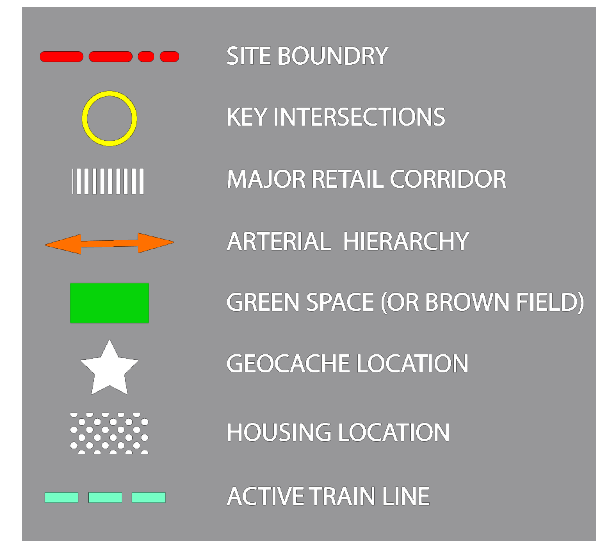 SITE BOUNDRY
KEY INTERSECTIONS
MAJOR RETAIL CORRIDOR
ARTERIAL HIERARCHY
GREEN SPACE (OR BROWN FIELD)
GEOCACHE LOCATION
HOUSING LOCATION
ACTIVE TRAIN LINE